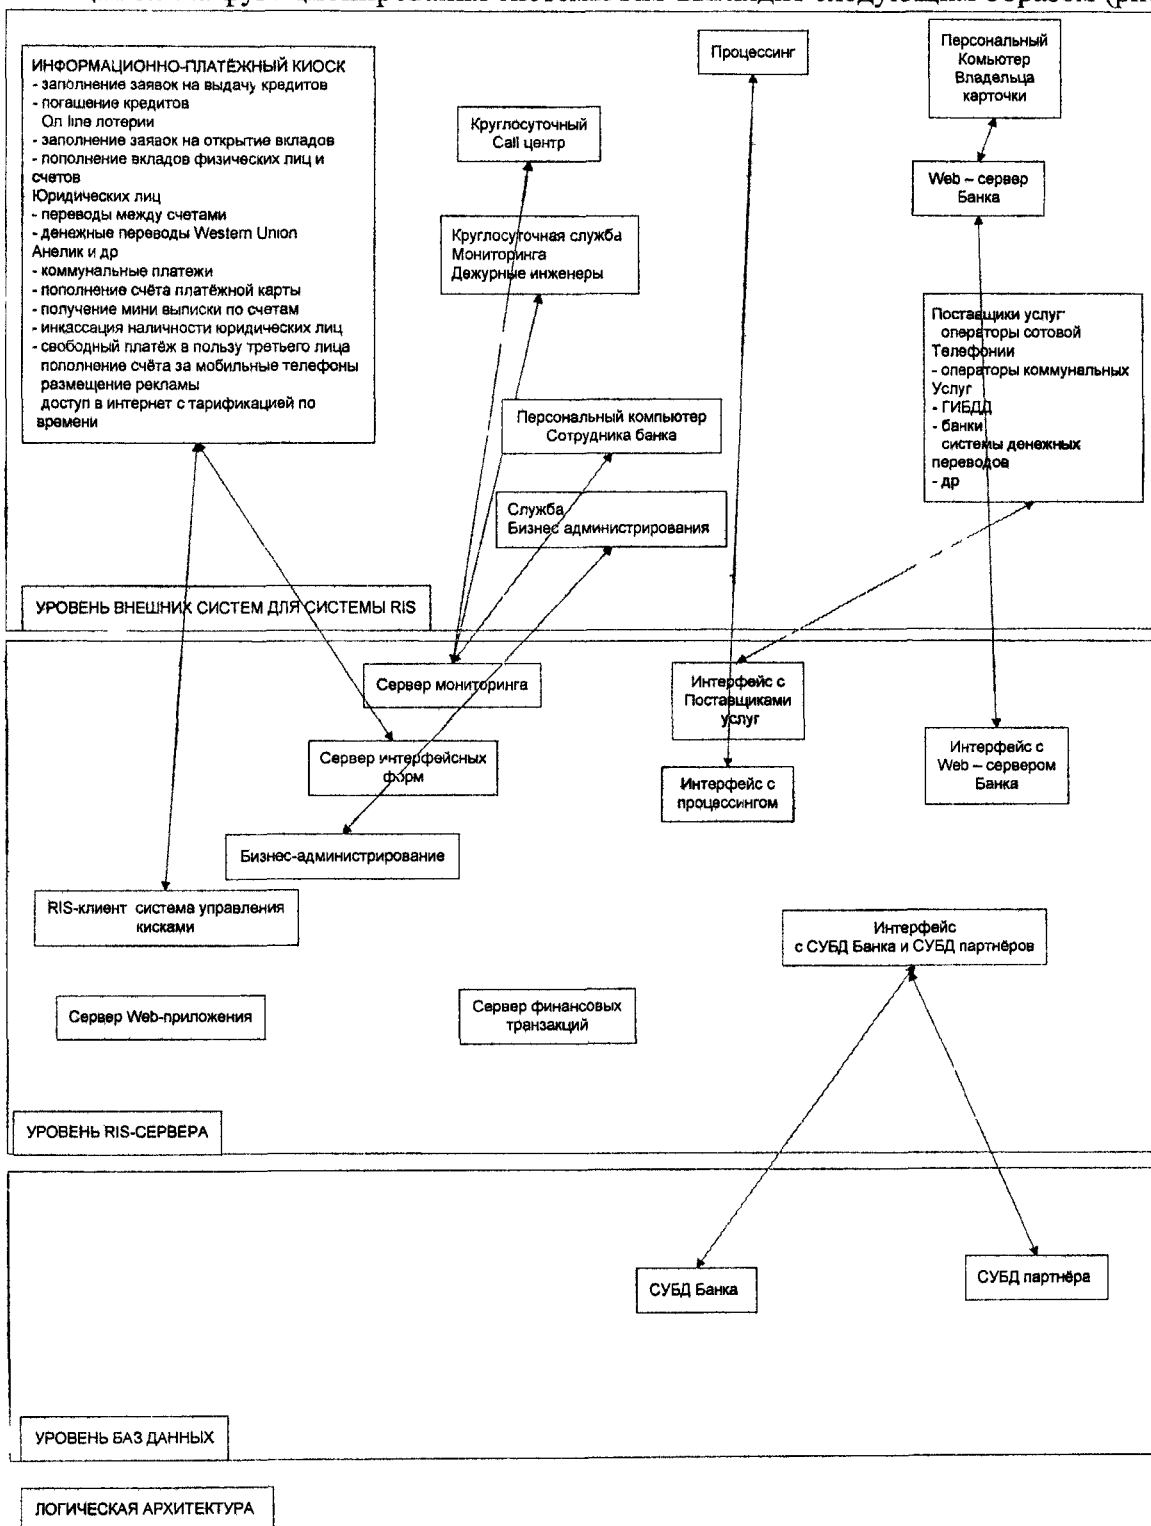 ИНФОРМАЦИОННО-ПЛАТЁЖНЫЙ КИОСК
- заполнение заявок на выдачу кредитов
- погашение кредитов
On line лотерии
- заполнение заявок на открытие вкладов
- пополнение вкладов физических лиц и
счетов
Юридических лиц
- переводы между счетами
- денежные переводы Western Union
Анелик и др
- коммунальные платежи
- пополнение счёта платёжной карты
- получение мини выписки по счетам
- инкассация наличности юридических лиц
- свободный платёж в пользу третьего лица
пополнение счёта за мобильные телефоны
размещение рекламы
доступ в интернет с тарификацией по
времени
Круглосуточный
Call центр
Круглосуточная служба
Мониторинга
Дежурные инженеры
Персональный компьютер
Сотрудника банка
Служба
Бизнес администрирования
Процессинг
Персональный
Комьютер
Владельца
карточки
Web – сервер
Банка
Поставщики услуг
операторы сотовой
Телефонии
- операторы коммунальных
Услуг
- ГИБДД
- банки
системы денежных
переводов
- др
УРОВЕНЬ ВНЕШНИХ СИСТЕМ ДЛЯ СИСТЕМЫ RIS
Сервер мониторинга
Интерфейс с
Поставщиками
услуг
Сервер интерфейсных
форм
Интерфейс с
процессингом
Интерфейс с
Web – сервером
Банка
Бизнес-администрирование
RIS-клиент система управления
кисками
Интерфейс
с СУБД Банка и СУБД партнёров
Сервер Web-приложения
Сервер финансовых
транзакций
УРОВЕНЬ RIS-СЕРВЕРА
СУБД Банка
СУБД партнёра
УРОВЕНЬ БАЗ ДАННЫХ
ЛОГИЧЕСКАЯ АРХИТЕКТУРА